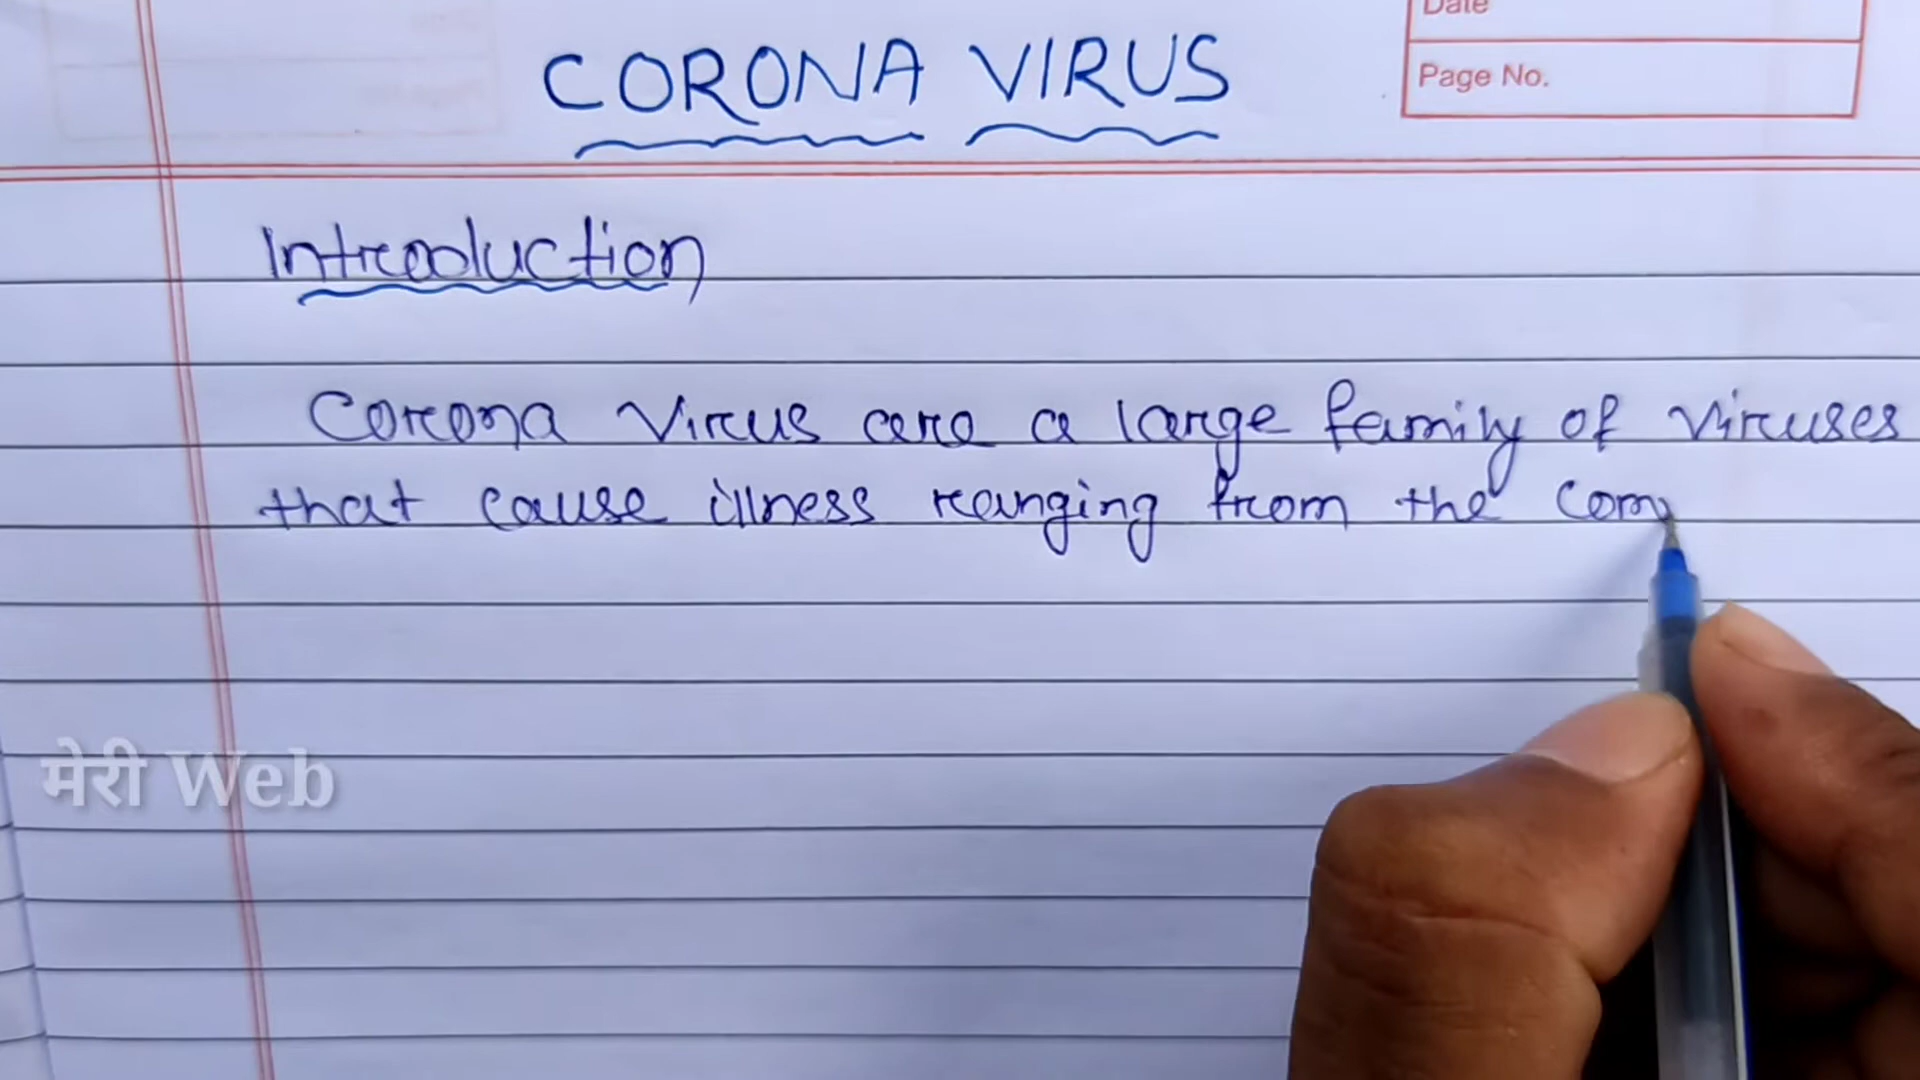 Date
Page No.
CORONA VIRUS
Introduction
Corona Virus are a large family of Viruses
that cause illness ranging from the Com
मेरी Web